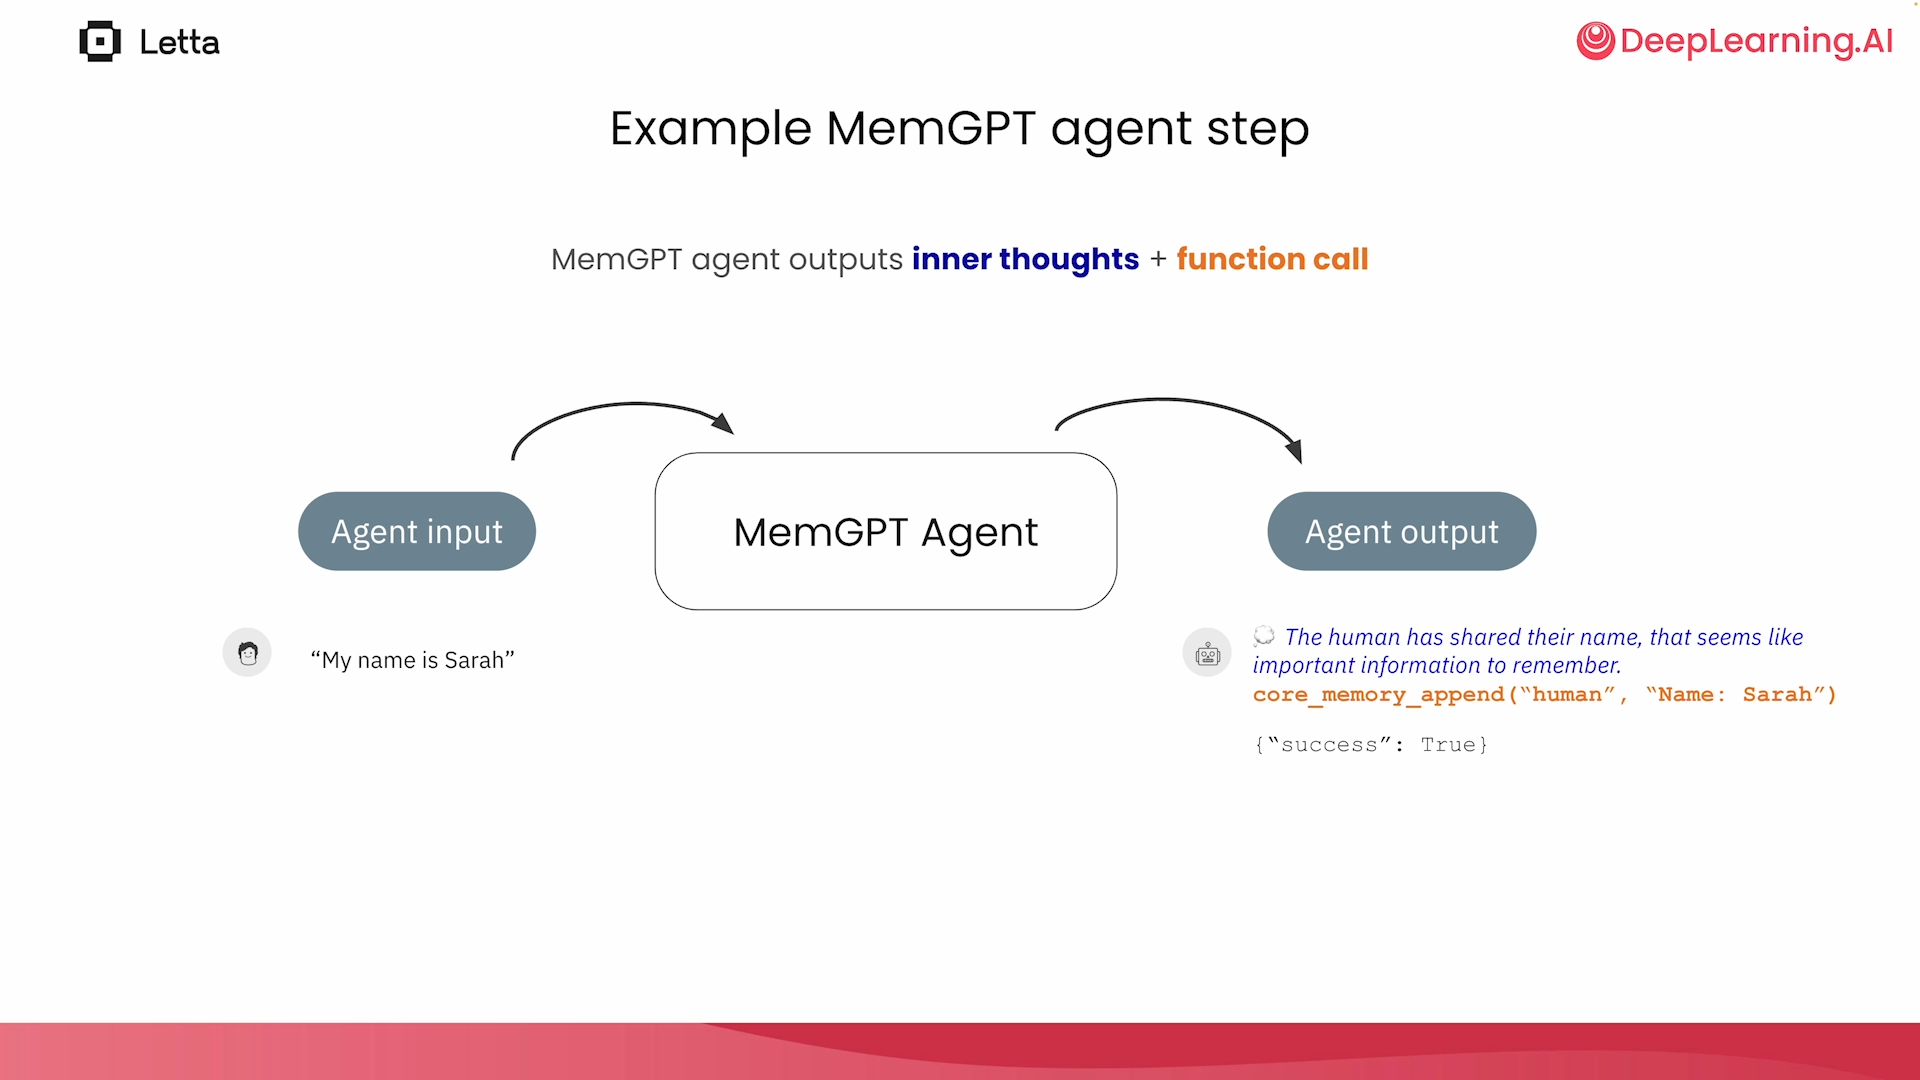 Letta
DeepLearning.AI
Example MemGPT agent step
MemGPT agent outputs inner thoughts + function call
Agent input
MemGPT Agent
Agent output
“My name is Sarah”
The human has shared their name, that seems like
important information to remember.
core_memory_append(“human”, “Name: Sarah”)
{“success”: True}